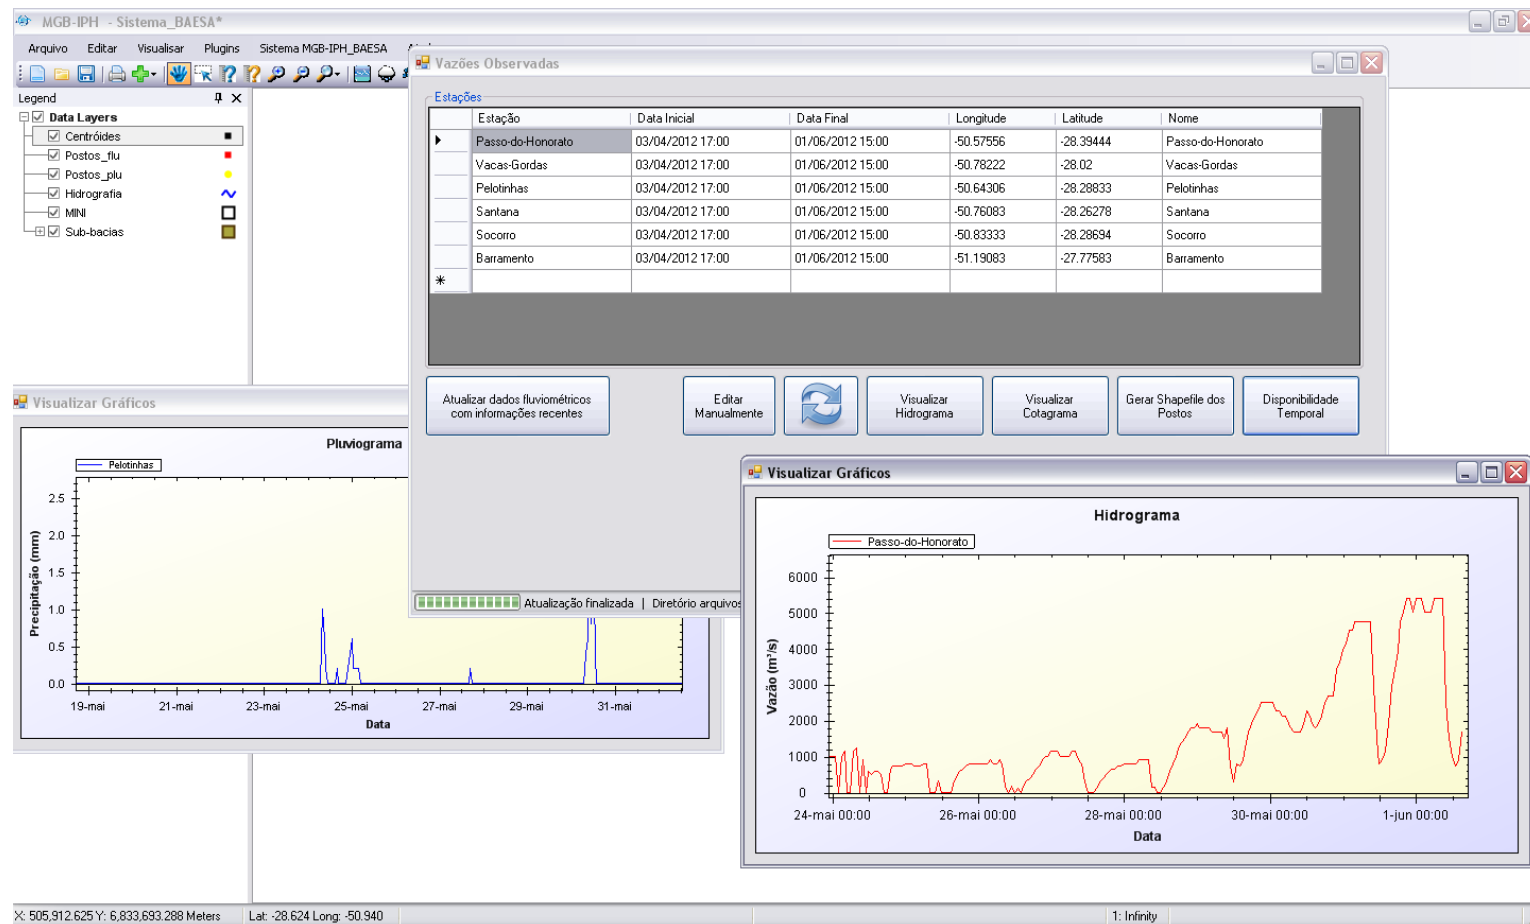 MGB-IPH - Sistema_BAESA*
Arquivo Editar Visualisar Plugins Sistema MGB-IPH_BAESA
Legend
Data Layers
Centróides
Postos_flu
Postos_plu
Hidrografia
MINI
Sub-bacias
Vazões Observadas
Estações
Estação Data Inicial Data Final Longitude Latitude Nome
Passo-do-Honorato 03/04/2012 17:00 01/06/2012 15:00 -50.57556 -28.39444 Passo-do-Honorato
Vacas-Gordas 03/04/2012 17:00 01/06/2012 15:00 -50.78222 -28.02 Vacas-Gordas
Pelotinhas 03/04/2012 17:00 01/06/2012 15:00 -50.64306 -28.28833 Pelotinhas
Santana 03/04/2012 17:00 01/06/2012 15:00 -50.76083 -28.26278 Santana
Socorro 03/04/2012 17:00 01/06/2012 15:00 -50.83333 -28.28694 Socorro
Barramento 03/04/2012 17:00 01/06/2012 15:00 -51.19083 -27.77583 Barramento
Atualizar dados fluviométricos
com informações recentes
Editar
Manualmente
Visualizar
Hidrograma
Visualizar
Cotagrama
Gerar Shapefile dos
Postos
Disponibilidade
Temporal
Atualização finalizada | Diretório arquivos
Visualizar Gráficos
Pluviograma
Pelotinhas
Precipitação (mm)
2.5
2.0
1.5
1.0
0.5
0.0
19-mai 21-mai 23-mai 25-mai 27-mai 29-mai 31-mai
Data
Visualizar Gráficos
Hidrograma
Passo-do-Honorato
Vazão (m³/s)
6000
5000
4000
3000
2000
1000
0
24-mai 00:00 26-mai 00:00 28-mai 00:00 30-mai 00:00 1-jun 00:00
Data
X: 505,912.625 Y: 6,833,693.288 Meters Lat: -28.624 Long: -50.940 1: Infinity